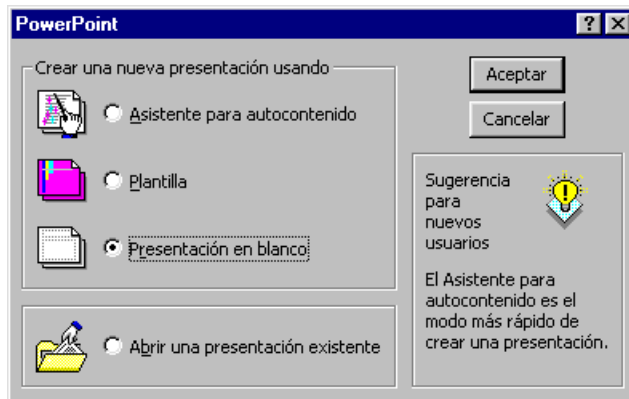 PowerPoint
Crear una nueva presentación usando
Asistente para autocontenido
Plantilla
Presentación en blanco
Abrir una presentación existente
Aceptar
Cancelar
Sugerencia
para
nuevos
usuarios
El Asistente para
autocontenido es el
modo más rápido de
crear una presentación.